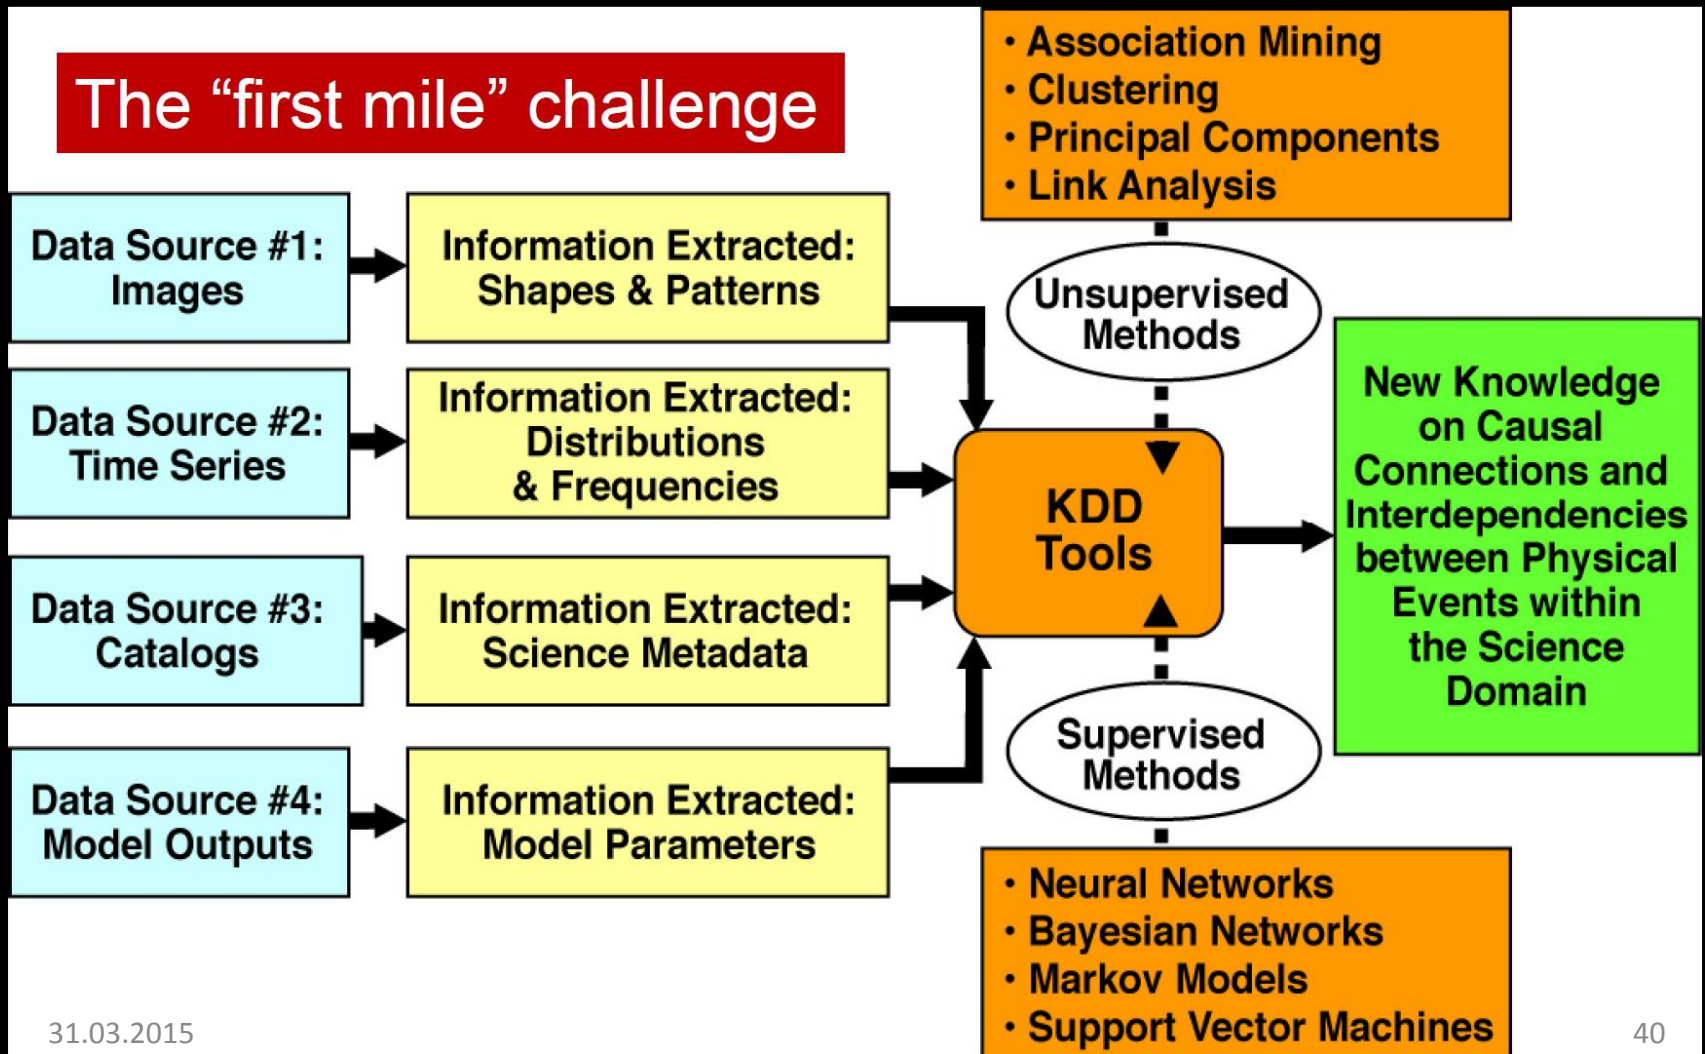 The “first mile” challenge
Data Source #1:
Images
Information Extracted:
Shapes & Patterns
Data Source #2:
Time Series
Information Extracted:
Distributions
& Frequencies
Data Source #3:
Catalogs
Information Extracted:
Science Metadata
Data Source #4:
Model Outputs
Information Extracted:
Model Parameters
• Association Mining
• Clustering
• Principal Components
• Link Analysis
Unsupervised
Methods
KDD
Tools
Supervised
Methods
• Neural Networks
• Bayesian Networks
• Markov Models
• Support Vector Machines
New Knowledge
on Causal
Connections and
Interdependencies
between Physical
Events within
the Science
Domain
31.03.2015
40